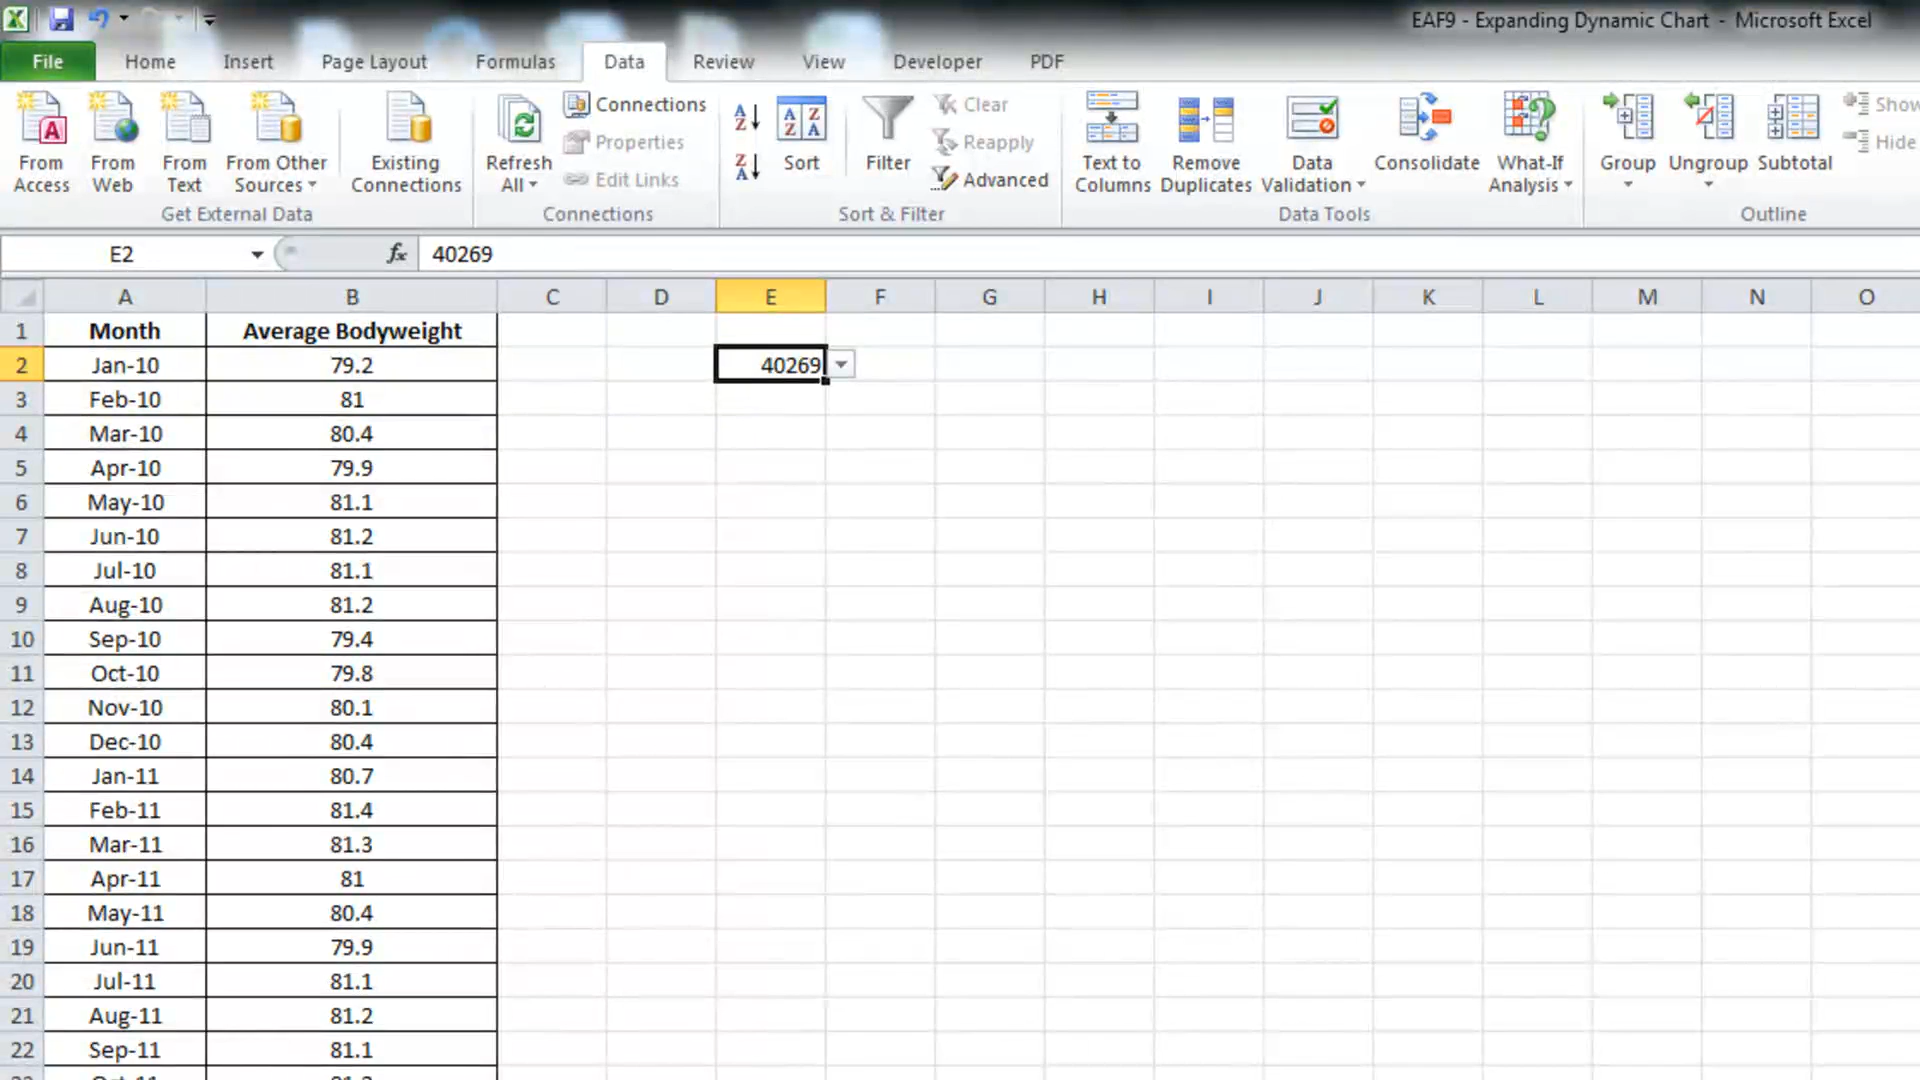 EAF9 - Expanding Dynamic Chart - Microsoft Excel
File Home Insert Page Layout Formulas Data Review View Developer PDF
From Access From Web From Text From Other Sources Existing Connections Refresh All Connections Properties Edit Links Sort Filter Clear Reapply Advanced Text to Columns Remove Duplicates Data Validation Consolidate What-If Analysis Group Ungroup Subtotal Show Hide
Get External Data Connections Sort & Filter Data Tools Outline
E2 fx 40269
A B C D E F G H I J K L M N O
1 Month Average Bodyweight
2 Jan-10 79.2 40269
3 Feb-10 81
4 Mar-10 80.4
5 Apr-10 79.9
6 May-10 81.1
7 Jun-10 81.2
8 Jul-10 81.1
9 Aug-10 81.2
10 Sep-10 79.4
11 Oct-10 79.8
12 Nov-10 80.1
13 Dec-10 80.4
14 Jan-11 80.7
15 Feb-11 81.4
16 Mar-11 81.3
17 Apr-11 81
18 May-11 80.4
19 Jun-11 79.9
20 Jul-11 81.1
21 Aug-11 81.2
22 Sep-11 81.1